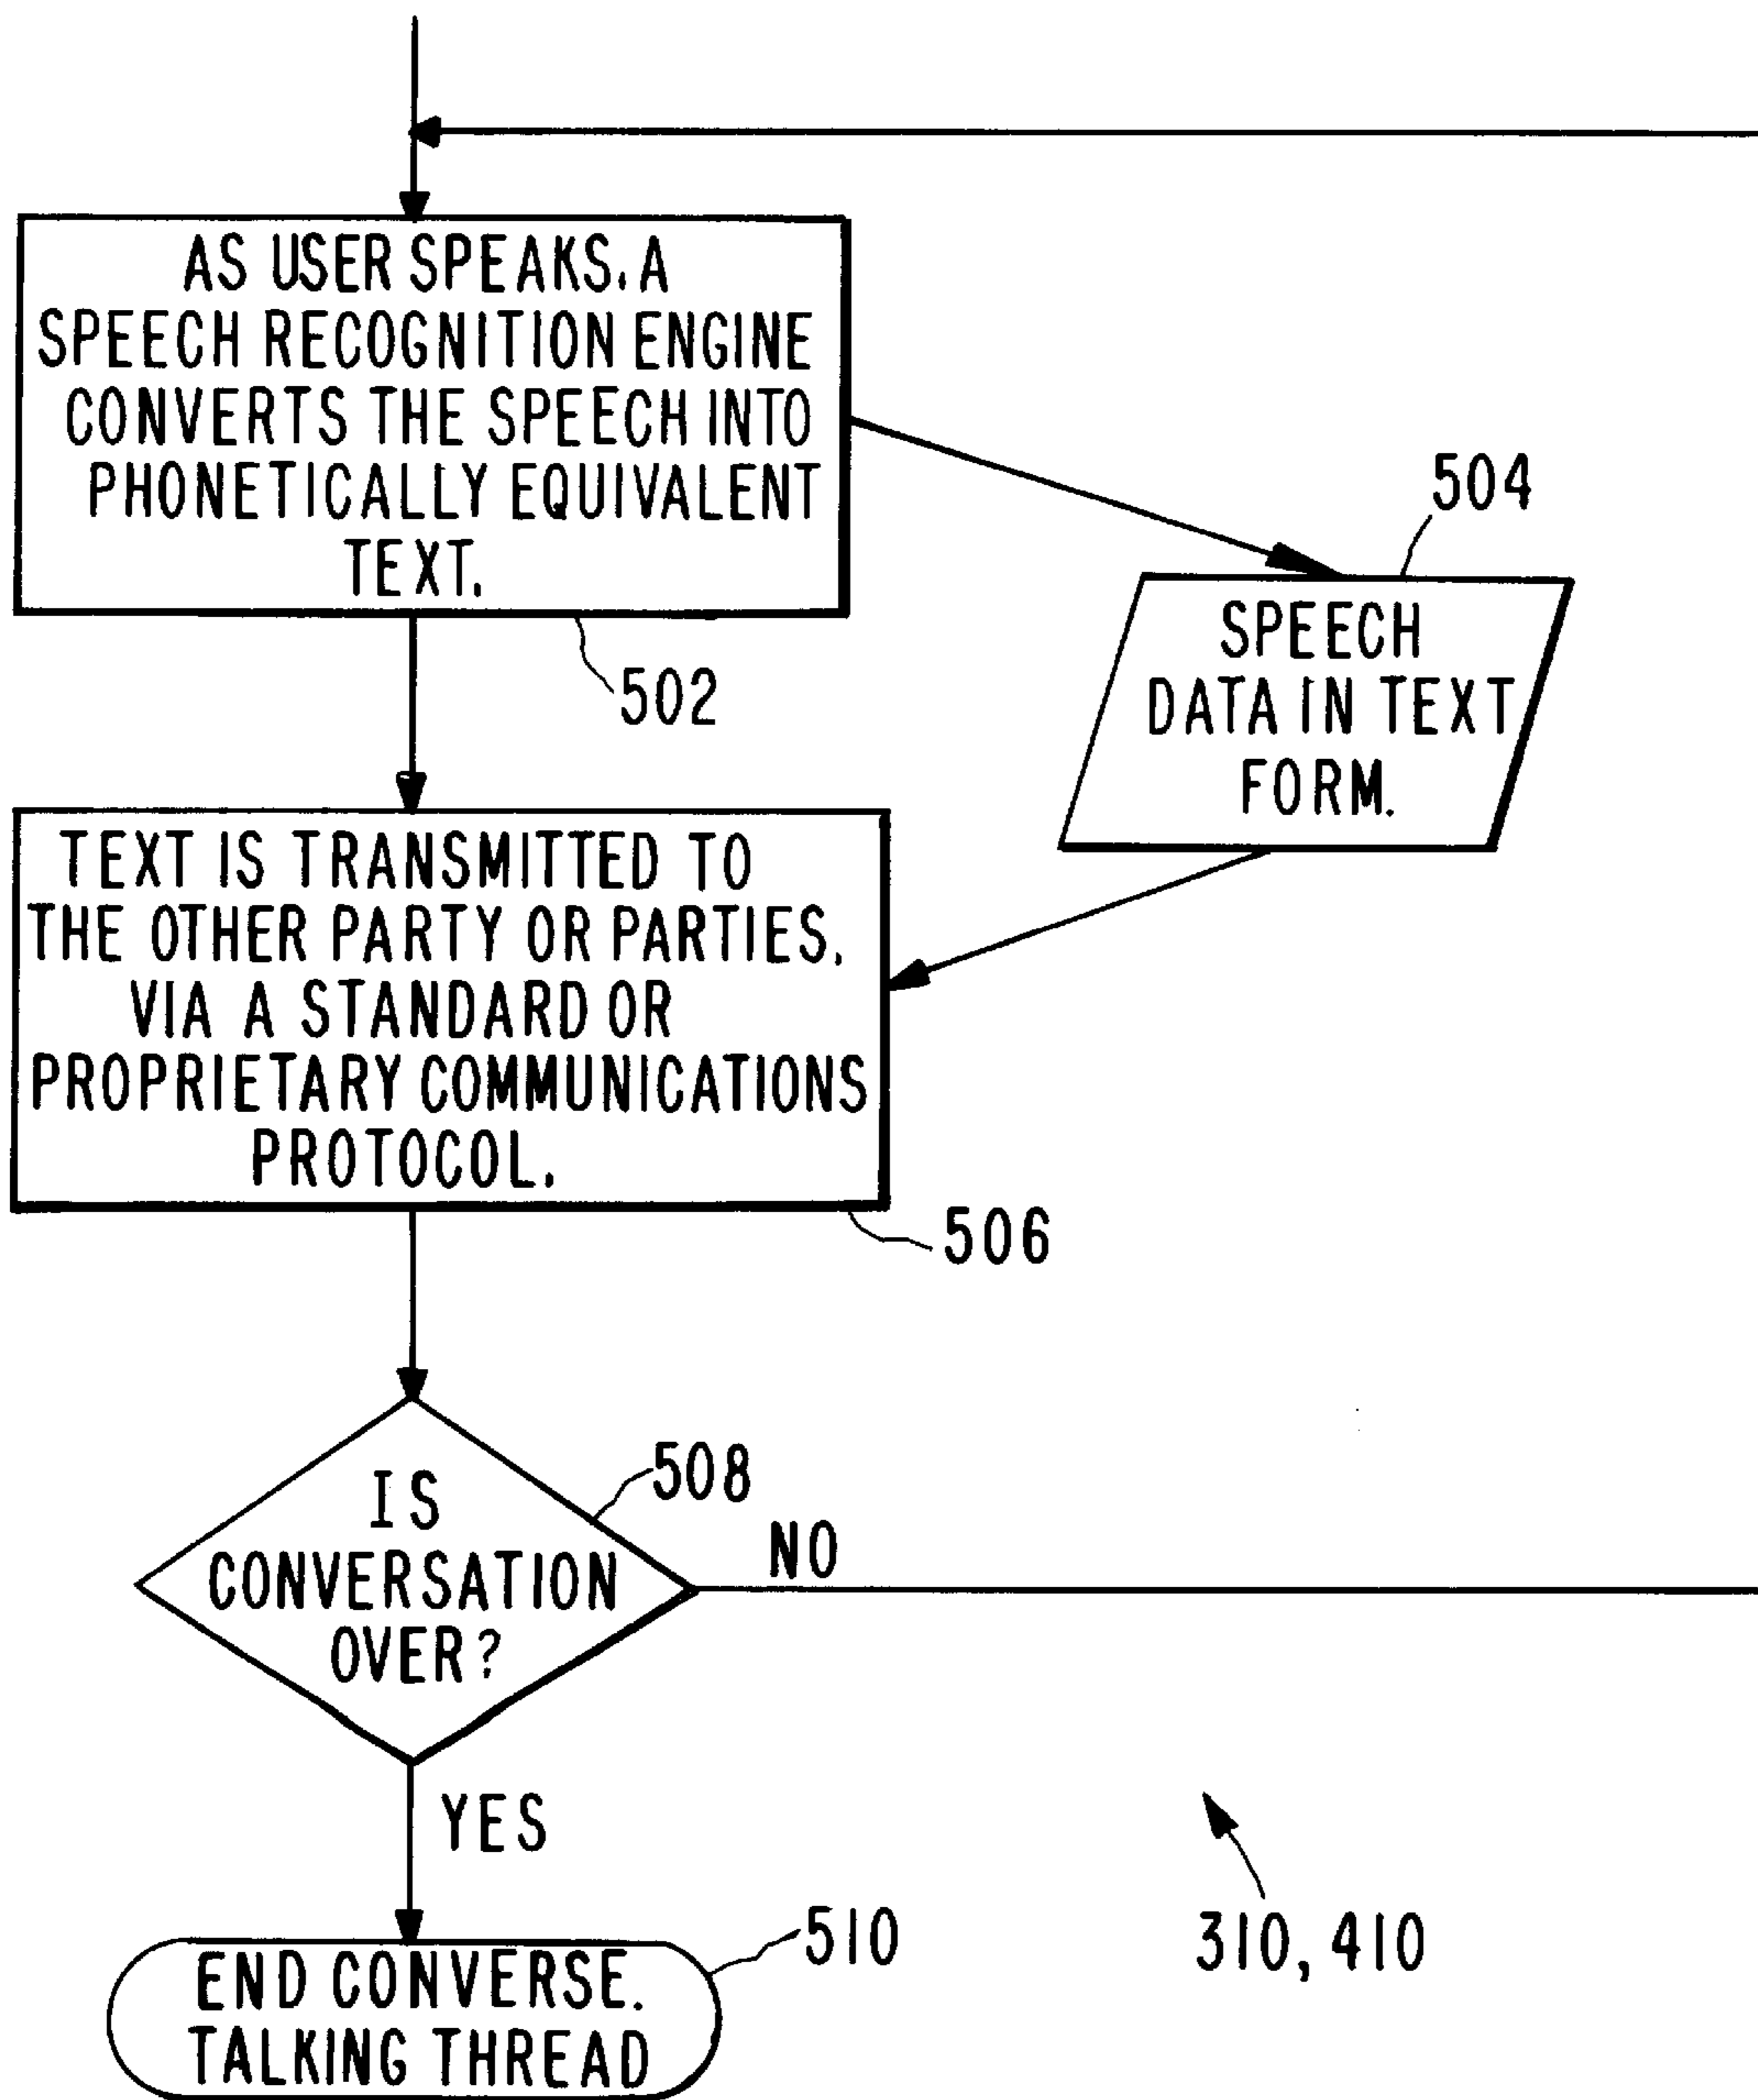 AS USER SPEAKS, A
SPEECH RECOGNITION ENGINE
CONVERTS THE SPEECH INTO
PHONETICALLY EQUIVALENT
TEXT.
502
504
SPEECH
DATA IN TEXT
FORM.
TEXT IS TRANSMITTED TO
THE OTHER PARTY OR PARTIES,
VIA A STANDARD OR
PROPRIETARY COMMUNICATIONS
PROTOCOL.
506
IS
CONVERSATION
OVER?
508
NO
YES
END CONVERSE.
TALKING THREAD
510
310, 410